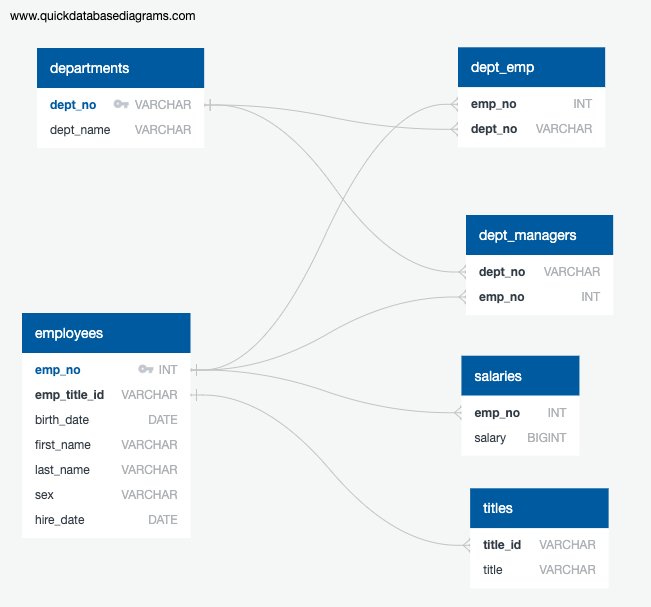 www.quickdatabasediagrams.com
departments
dept_no VARCHAR
dept_name VARCHAR
dept_emp
emp_no INT
dept_no VARCHAR
dept_managers
dept_no VARCHAR
emp_no INT
employees
emp_no INT
emp_title_id VARCHAR
birth_date DATE
first_name VARCHAR
last_name VARCHAR
sex VARCHAR
hire_date DATE
salaries
emp_no INT
salary BIGINT
titles
title_id VARCHAR
title VARCHAR